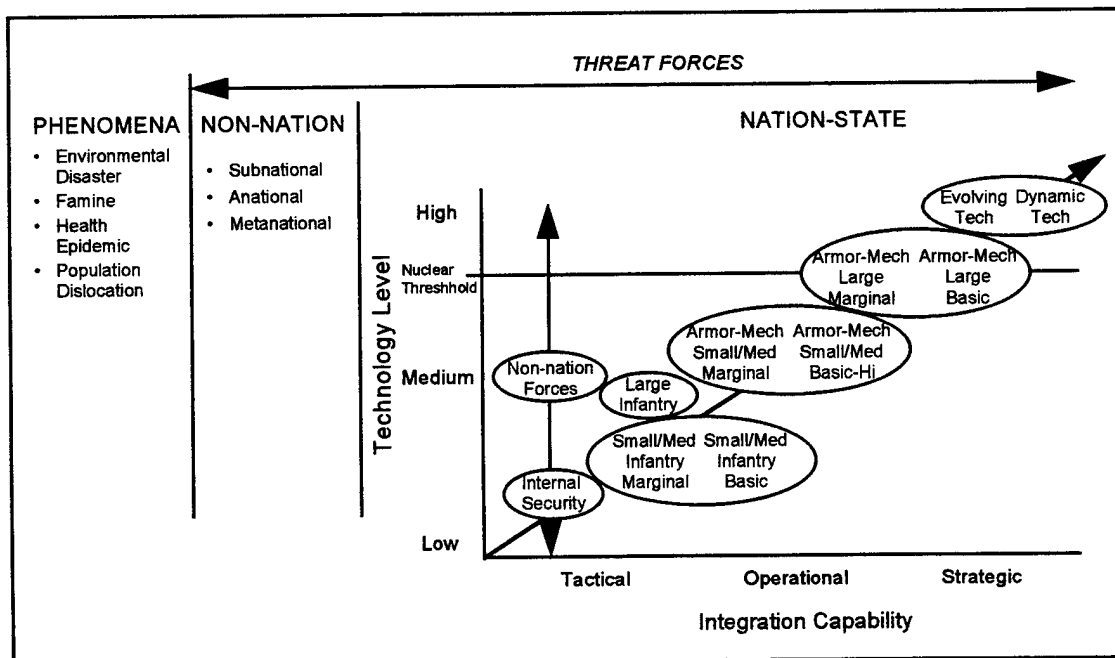 THREAT FORCES
PHENOMENA
• Environmental
Disaster
• Famine
• Health
Epidemic
• Population
Dislocation
NON-NATION
• Subnational
• Anational
• Metanational
NATION-STATE
Technology Level
High
Nuclear
Threshhold
Medium
Low
Evolving Dynamic
Tech Tech
Armor-Mech Armor-Mech
Large Large
Marginal Basic
Armor-Mech Armor-Mech
Small/Med Small/Med
Marginal Basic-Hi
Non-nation
Forces
Large
Infantry
Small/Med Small/Med
Infantry Infantry
Marginal Basic
Internal
Security
Tactical Operational Strategic
Integration Capability